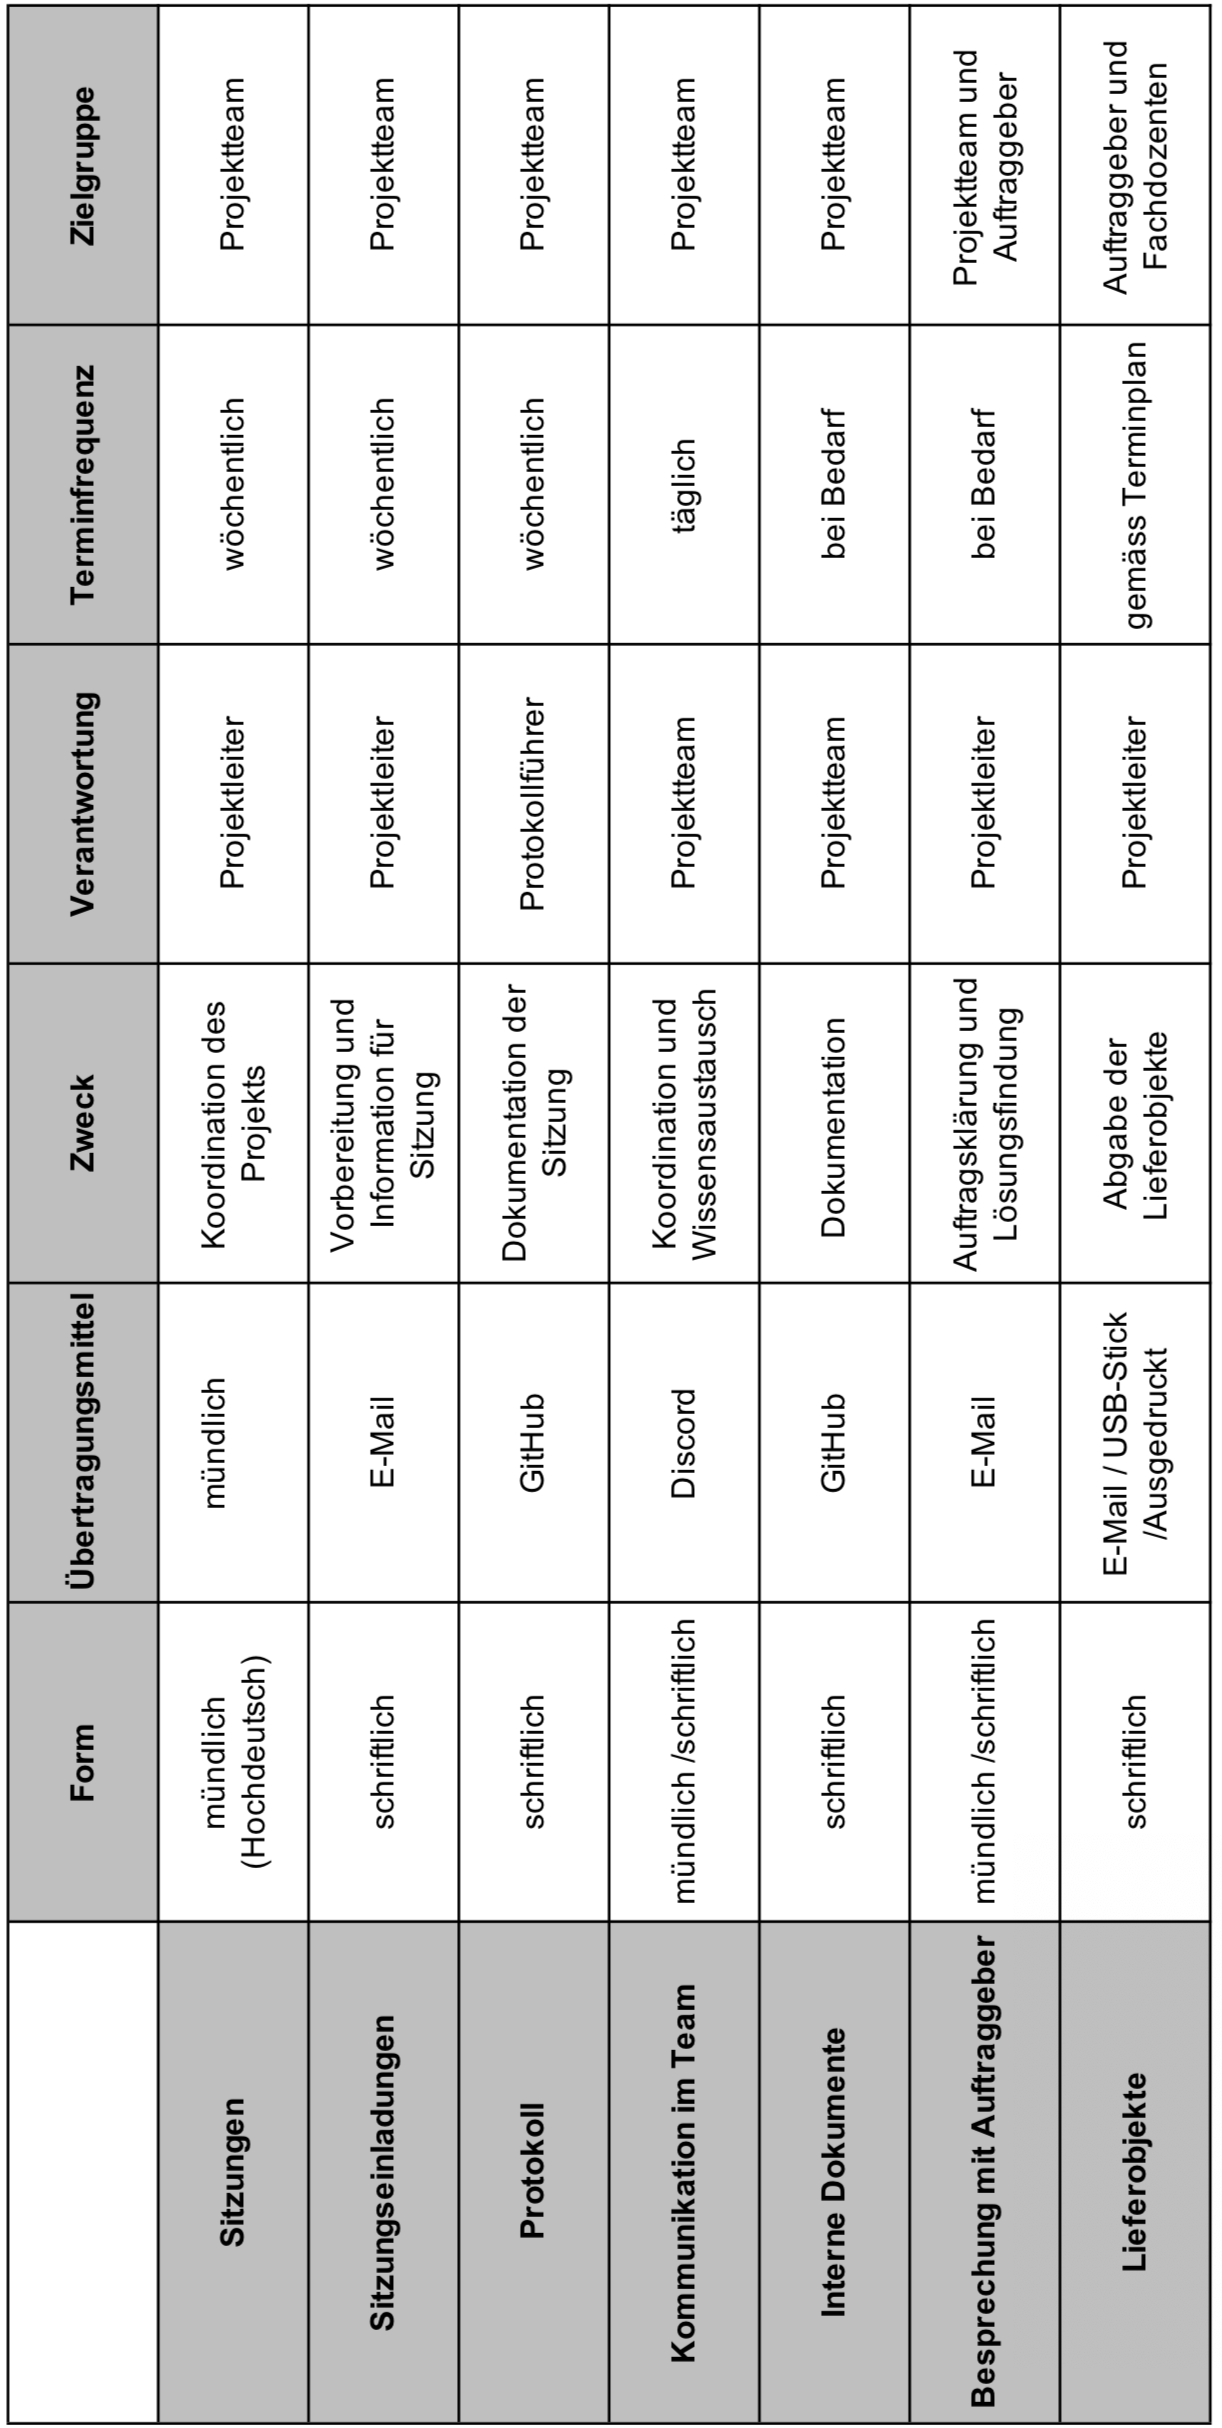 Form
Übertragungsmittel
Zweck
Verantwortung
Terminfrequenz
Zielgruppe
Sitzungen
mündlich
(Hochdeutsch)
mündlich
Koordination des
Projekts
Projektleiter
wöchentlich
Projektteam
Sitzungseinladungen
schriftlich
E-Mail
Vorbereitung und
Information für
Sitzung
Projektleiter
wöchentlich
Projektteam
Protokoll
schriftlich
GitHub
Dokumentation der
Sitzung
Protokollführer
wöchentlich
Projektteam
Kommunikation im Team
mündlich /schriftlich
Discord
Koordination und
Wissensaustausch
Projektteam
täglich
Projektteam
Interne Dokumente
schriftlich
GitHub
Dokumentation
Projektteam
bei Bedarf
Projektteam
Besprechung mit Auftraggeber
mündlich /schriftlich
E-Mail
Auftragsklärung und
Lösungsfindung
Projektleiter
bei Bedarf
Projektteam und
Auftraggeber
Lieferobjekte
schriftlich
E-Mail / USB-Stick
/Ausgedruckt
Abgabe der
Lieferobjekte
Projektleiter
gemäss Terminplan
Auftraggeber und
Fachdozenten